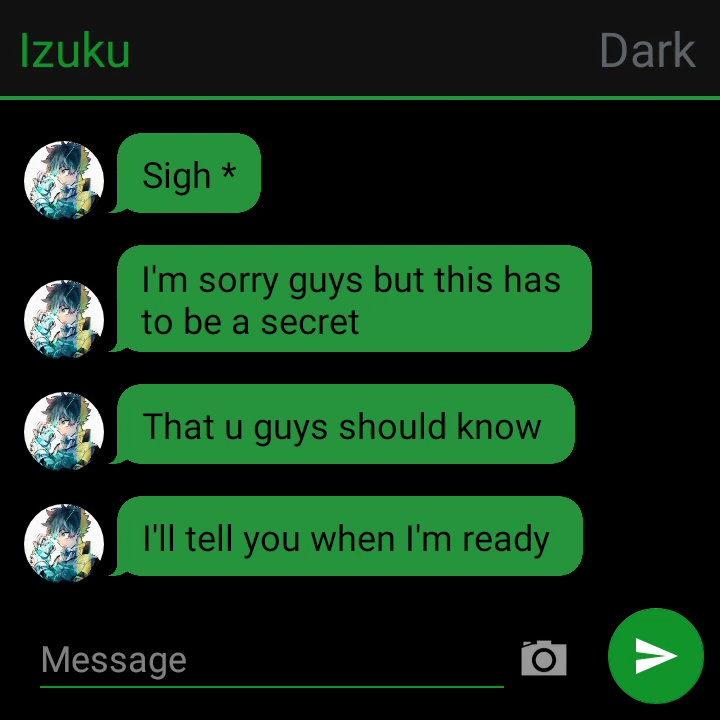 Izuku Dark
Sigh *
I'm sorry guys but this has
to be a secret
That u guys should know
I'll tell you when I'm ready
Message